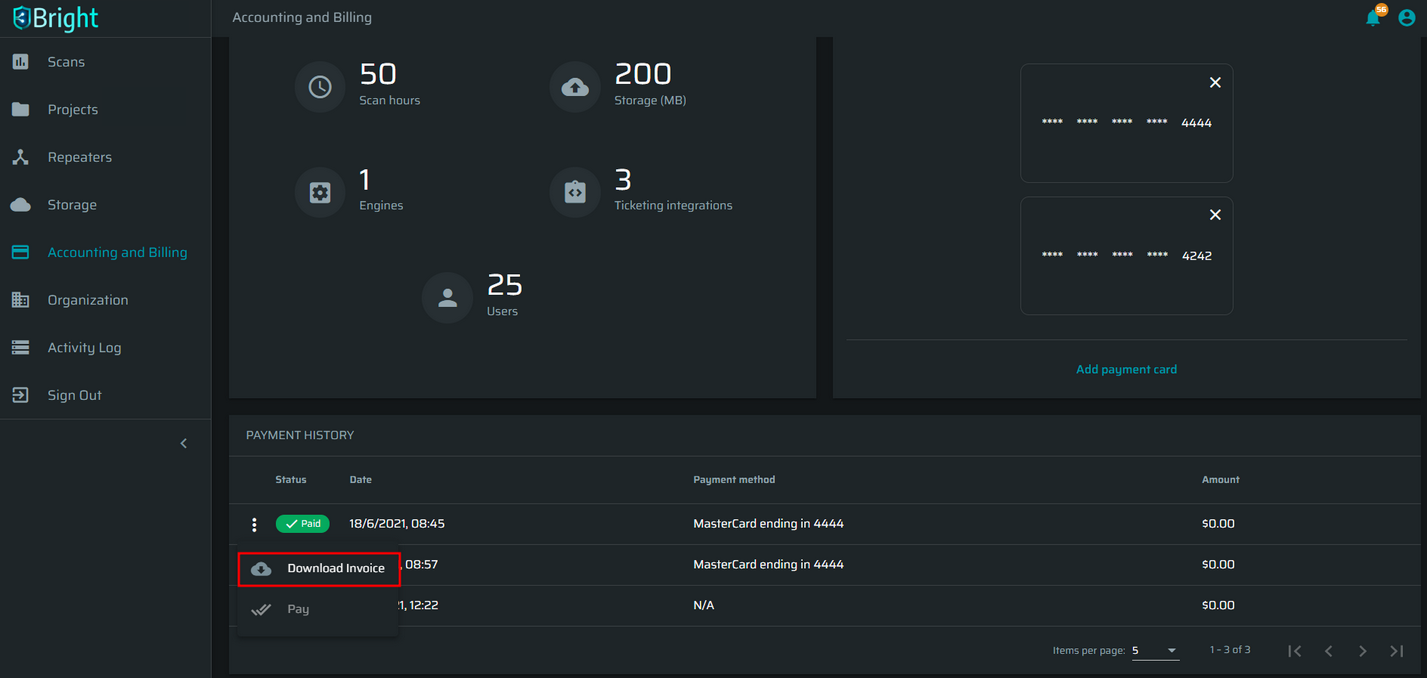 Bright
Accounting and Billing
56
Scans
Projects
Repeaters
Storage
Accounting and Billing
Organization
Activity Log
Sign Out
50
Scan hours
200
Storage (MB)
1
Engines
3
Ticketing integrations
25
Users
**** **** **** **** 4444
**** **** **** **** 4242
Add payment card
PAYMENT HISTORY
Status Date Payment method Amount
Paid 18/6/2021, 08:45 MasterCard ending in 4444 $0.00
Download Invoice , 08:57 MasterCard ending in 4444 $0.00
Pay 1, 12:22 N/A $0.00
Items per page: 5 1 – 3 of 3